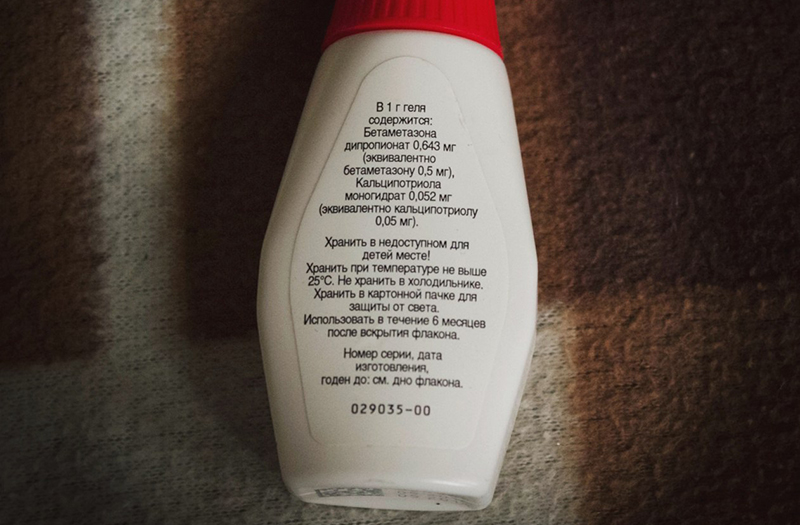 В 1 г геля
содержится:
Бетаметазона
дипропионат 0,643 мг
(эквивалентно
бетаметазону 0,5 мг),
Кальципотриола
моногидрат 0,052 мг
(эквивалентно кальципотриолу
0,05 мг).
Хранить в недоступном для
детей месте!
Хранить при температуре не выше
25°С. Не хранить в холодильнике.
Хранить в картонной пачке для
защиты от света.
Использовать в течение 6 месяцев
после вскрытия флакона.
Номер серии, дата
изготовления,
годен до: см. дно флакона.
029035-00